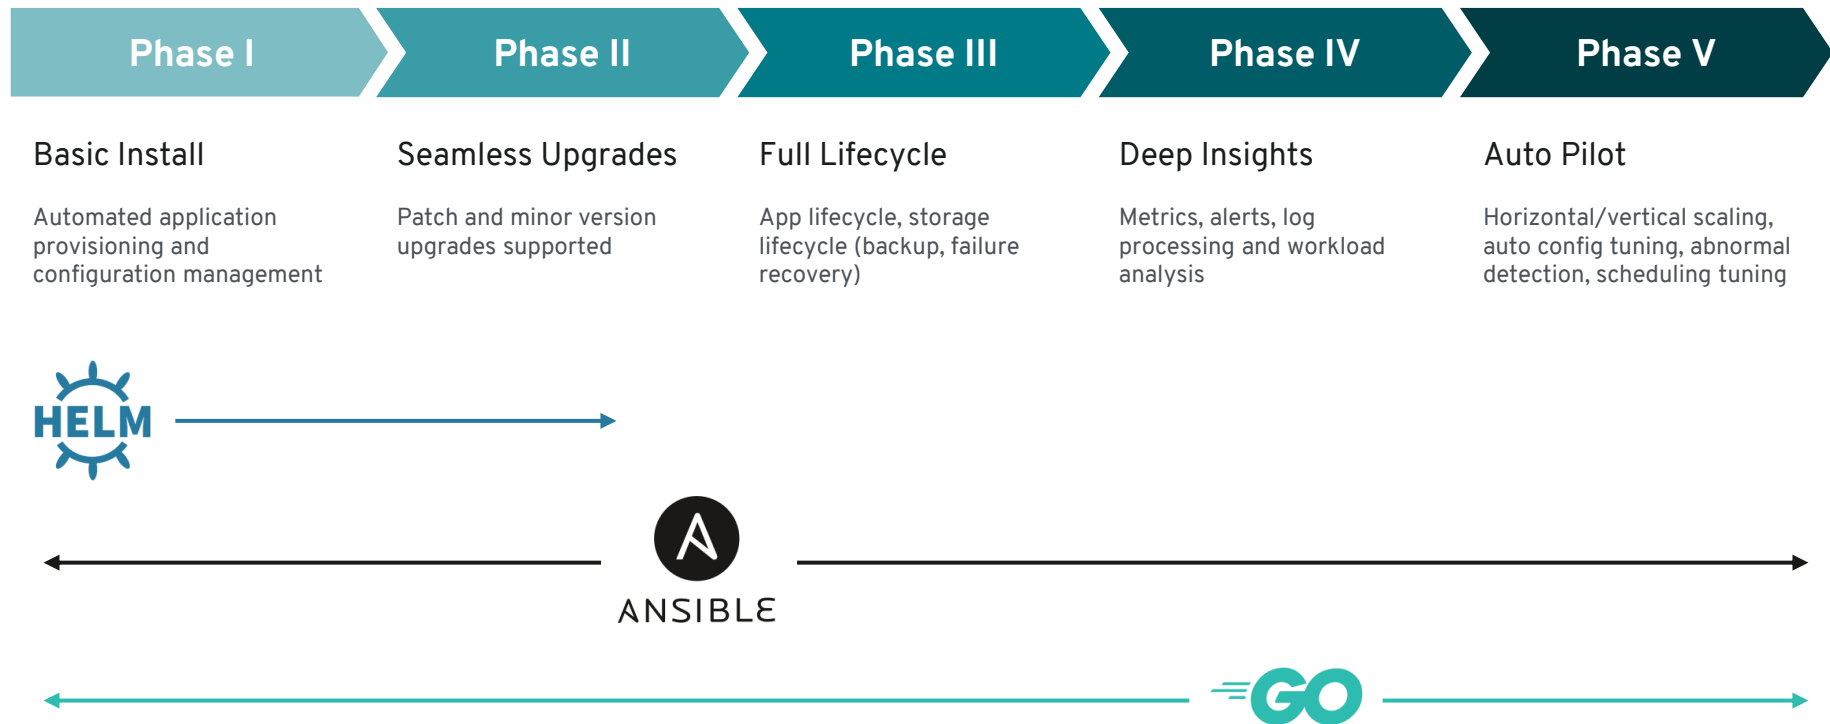 Phase I
Phase II
Phase III
Phase IV
Phase V
Basic Install
Automated application
provisioning and
configuration management
Seamless Upgrades
Patch and minor version
upgrades supported
Full Lifecycle
App lifecycle, storage
lifecycle (backup, failure
recovery)
Deep Insights
Metrics, alerts, log
processing and workload
analysis
Auto Pilot
Horizontal/vertical scaling,
auto config tuning, abnormal
detection, scheduling tuning
HELM
A
ANSIBLE
GO